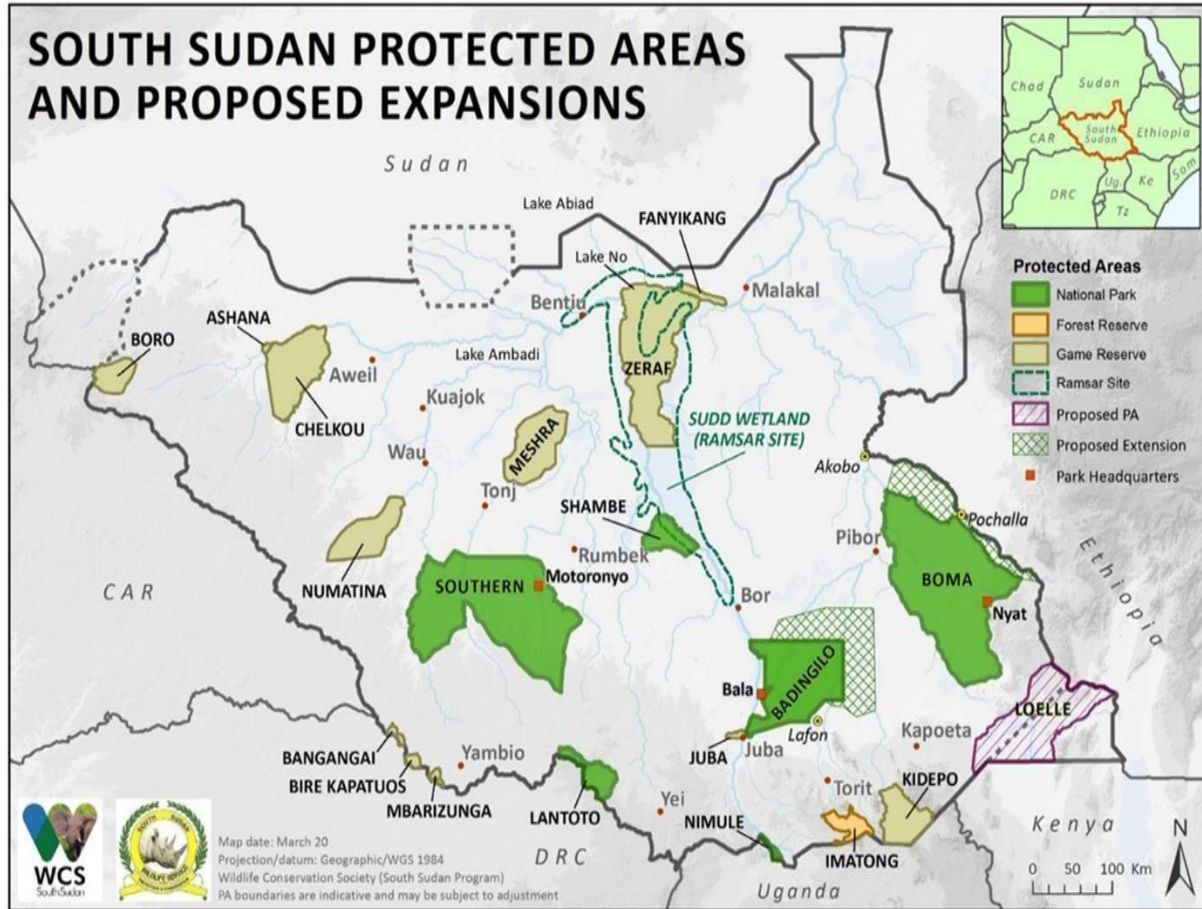 SOUTH SUDAN PROTECTED AREAS
AND PROPOSED EXPANSIONS
Chad
Sudan
CAR
South
Sudan
Ethiopia
DRC
Ug.
Ke
Som
Tz
Sudan
Lake Abiad
FANYIKANG
Lake No
Bentiu
Malakal
Protected Areas
National Park
Forest Reserve
Game Reserve
Ramsar Site
Proposed PA
Proposed Extension
Park Headquarters
ASHANA
BORO
Aweil
Lake Ambadi
ZERAF
Kuajok
CHELKOU
MESHRA
SUDD WETLAND
(RAMSAR SITE)
Wau
Akobo
Tonj
SHAMBE
Pochalla
Pibor
Rumbek
NUMATINA
SOUTHERN
Motoronyo
BOMA
Nyat
Ethiopia
CAR
Bor
BADINGILO
Bala
LOELLE
Lafon
Kapoeta
JUBA
Juba
BANGANGAI
Yambio
BIRE KAPATUOS
MBARIZUNGA
LANTOTO
Yei
Torit
KIDEPO
NIMULE
IMATONG
Kenya
DRC
Uganda
N
0 50 100 Km
WCS
SouthSudan
SOUTH SUDAN
WILDLIFE SERVICE
Map date: March 20
Projection/datum: Geographic/WGS 1984
Wildlife Conservation Society (South Sudan Program)
PA boundaries are indicative and may be subject to adjustment